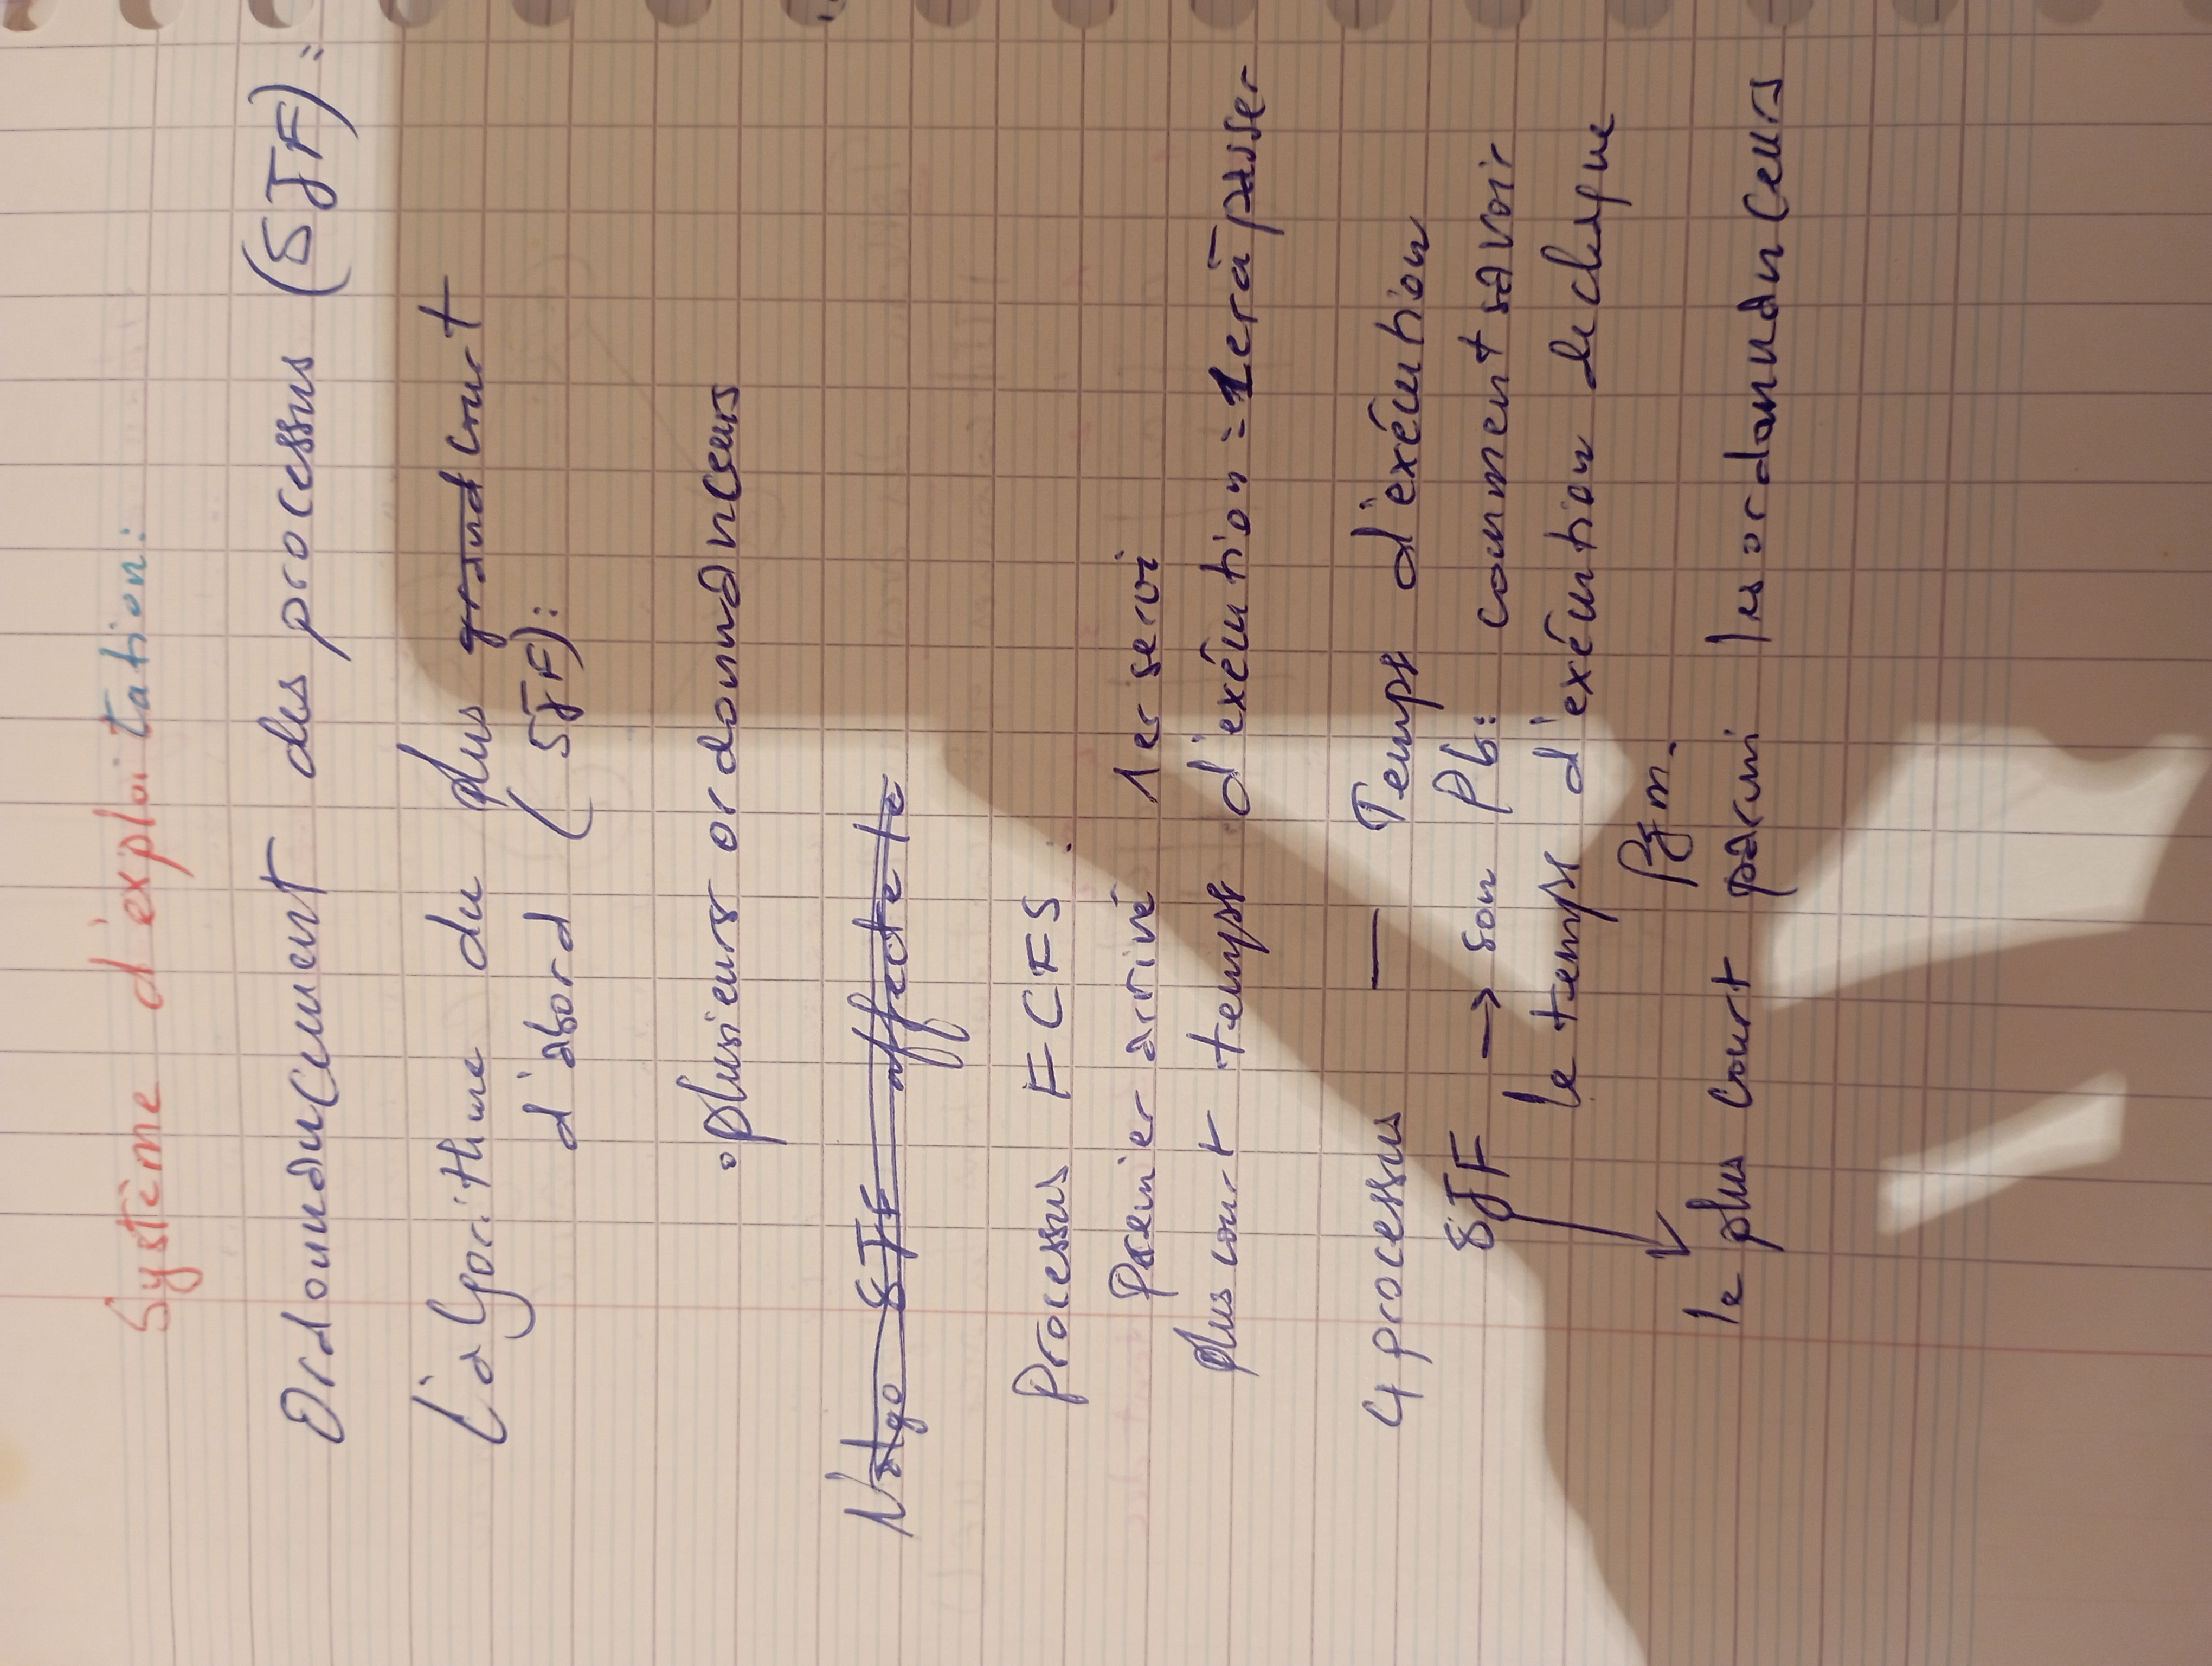 Système d'exploitation:
Ordonnancement des processus (SJF):
L'algorithme du plus grand court
d'abord (SJF):
•plusieurs ordonnanceurs
L'algo SJF affecte le
Processus FCFS:
Premier arrivé 1er servi
plus court temps d'exécution = 1er à passer
4 processus — Temps d'exécution
SJF → son Pb: comment savoir
le temps d'exécution de chaque
Pgm.
le plus court parmi les ordonnanceurs